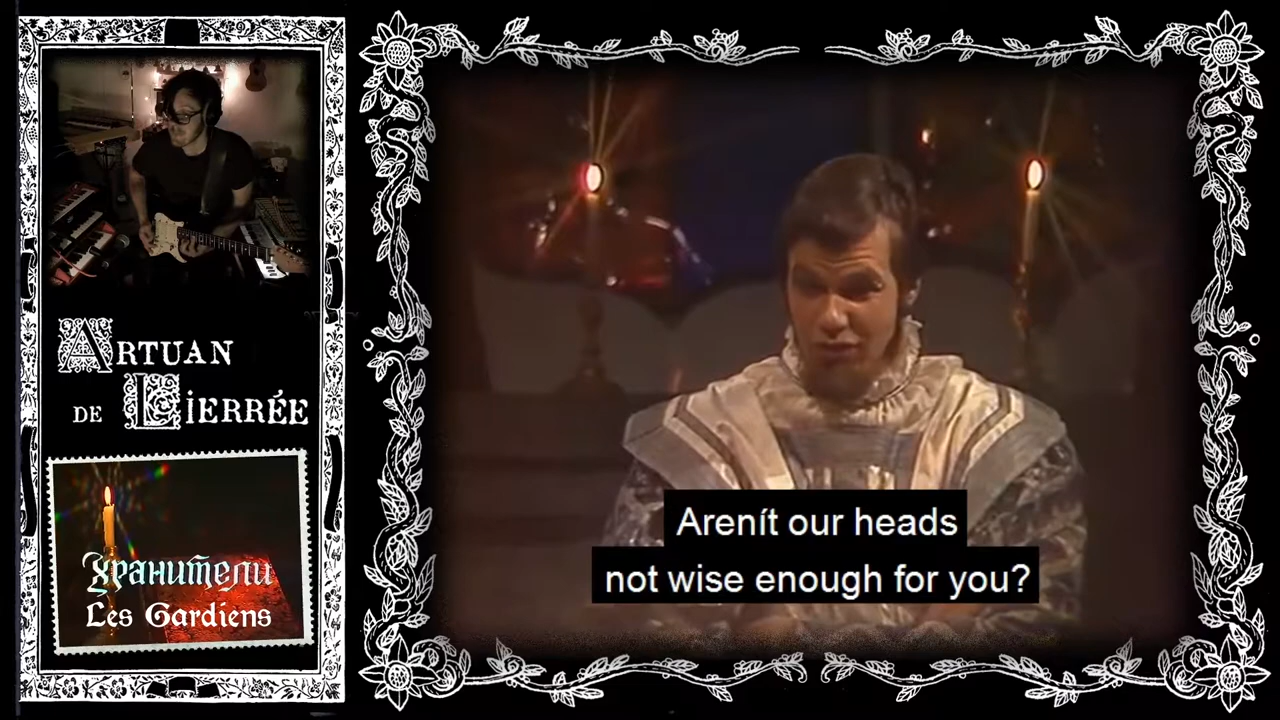 ARTUAN
DE LIERRÉE
Хранители
Les Gardiens
Arenít our heads
not wise enough for you?